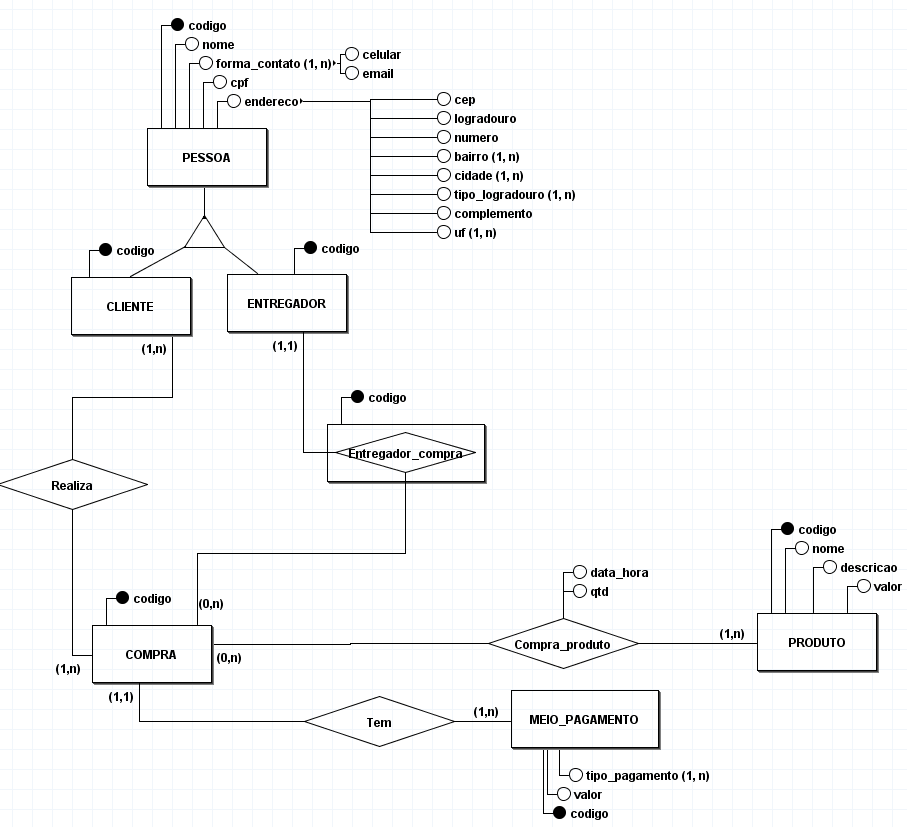 codigo
nome
forma_contato (1, n)
celular
email
cpf
endereco
cep
logradouro
numero
bairro (1, n)
cidade (1, n)
tipo_logradouro (1, n)
complemento
uf (1, n)
PESSOA
codigo
codigo
CLIENTE
ENTREGADOR
(1,n)
(1,1)
codigo
Entregador_compra
Realiza
codigo
nome
descricao
valor
data_hora
qtd
codigo
(0,n)
COMPRA
(0,n)
(1,n)
Compra_produto
(1,n)
PRODUTO
(1,1)
Tem
(1,n)
MEIO_PAGAMENTO
tipo_pagamento (1, n)
valor
codigo